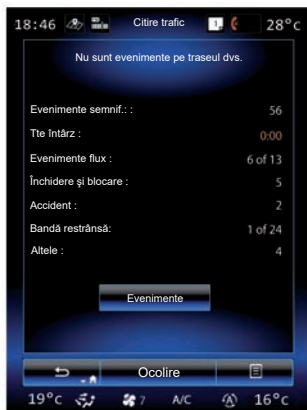 18:46 Citire trafic 28°c
Nu sunt evenimente pe traseul dvs.
Evenimente semnif.: : 56
Tte întârz : 0:00
Evenimente flux : 6 of 13
Închidere şi blocare : 5
Accident : 2
Bandă restrânsă: 1 of 24
Altele : 4
Evenimente
Ocolire
19°c 7 A/C 16°c